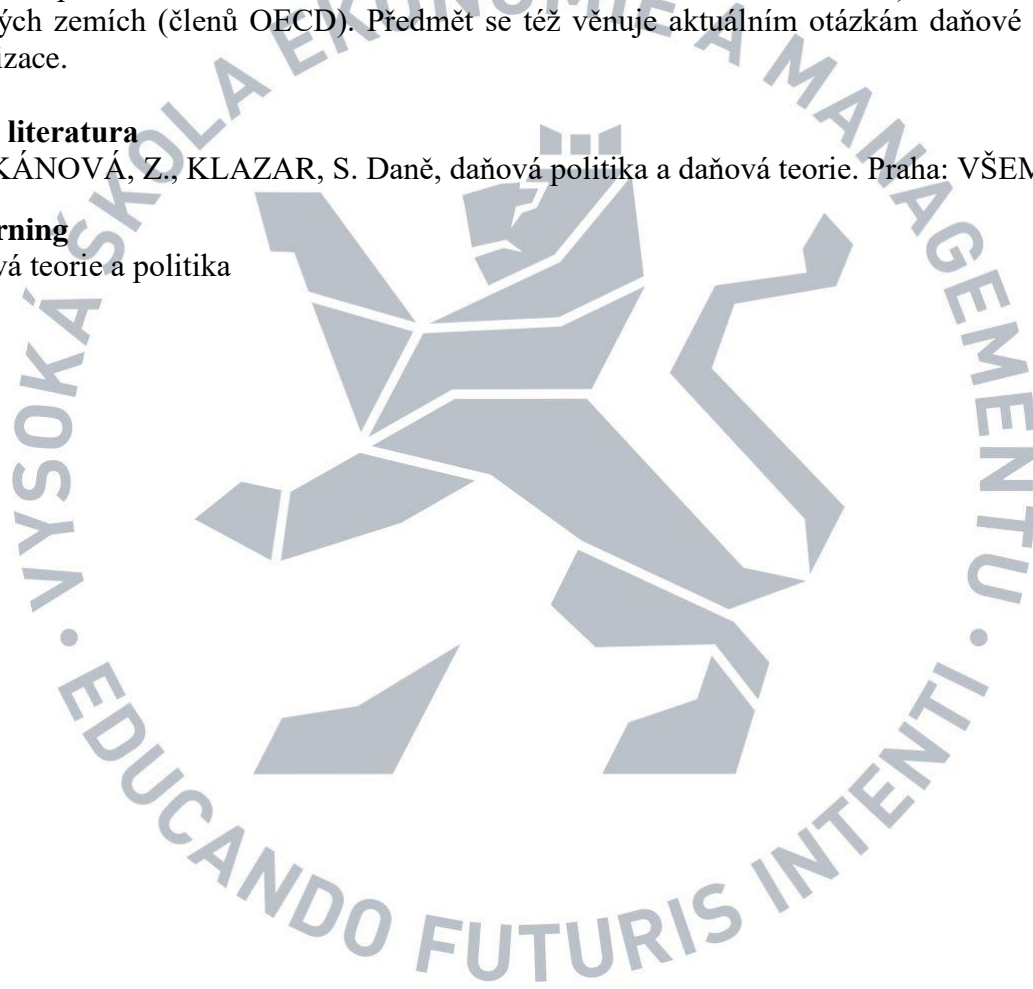 ých zemích (členů OECD). Předmět se též věnuje aktuálním otázkám daňové
izace.
literatura
KÁNOVÁ, Z., KLAZAR, S. Daně, daňová politika a daňová teorie. Praha: VŠEM
rning
vá teorie a politika
VYSOKÁ ŠKOLA EKONOMIE A MANAGEMENTU
• EDUCANDO FUTURIS INTENTI •